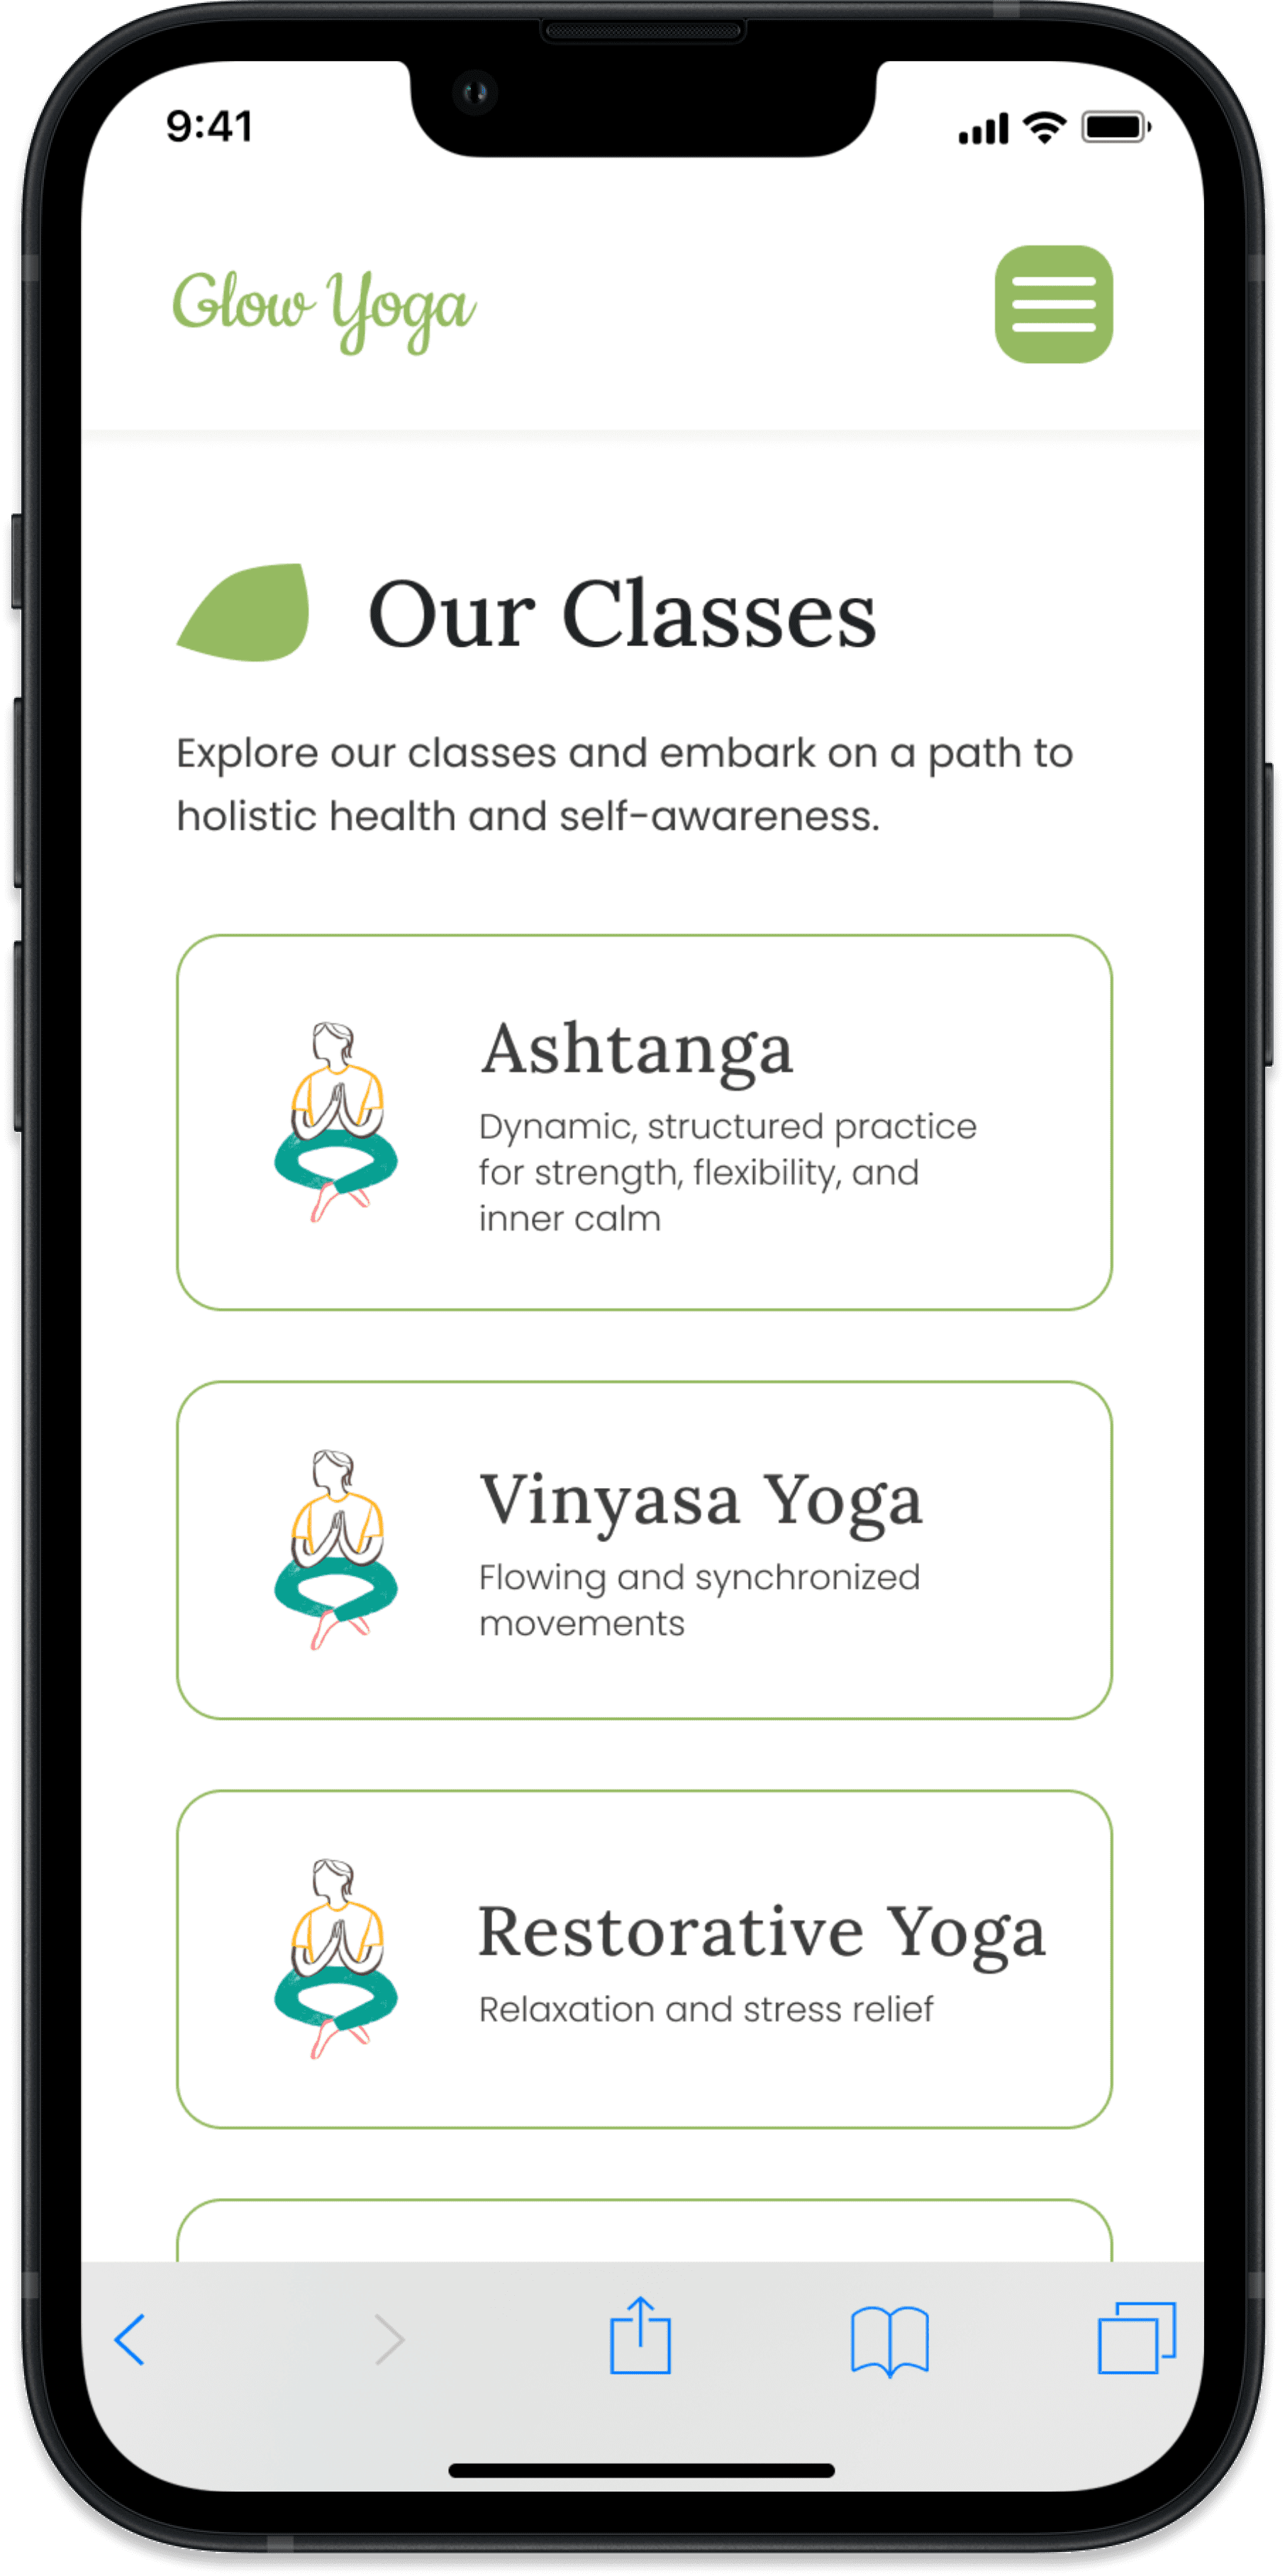 9:41
Glow Yoga
Our Classes
Explore our classes and embark on a path to
holistic health and self-awareness.
Ashtanga
Dynamic, structured practice
for strength, flexibility, and
inner calm
Vinyasa Yoga
Flowing and synchronized
movements
Restorative Yoga
Relaxation and stress relief